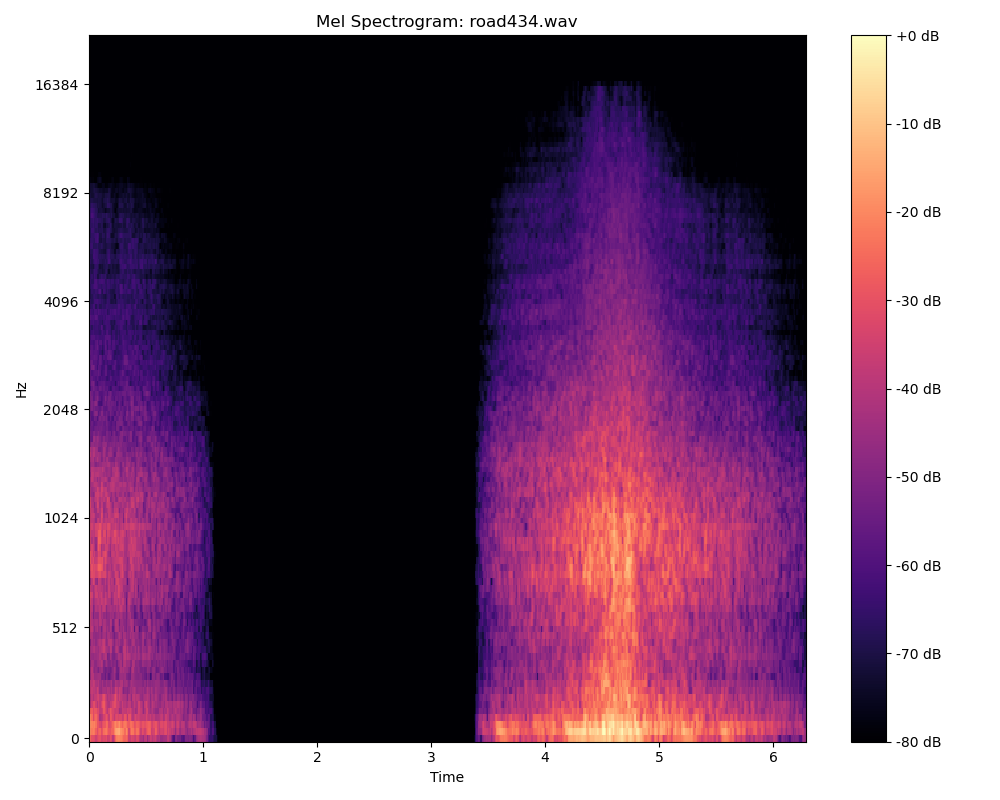 Mel Spectrogram: road434.wav
Hz
16384
8192
4096
2048
1024
512
0
0 1 2 3 4 5 6
Time
+0 dB
-10 dB
-20 dB
-30 dB
-40 dB
-50 dB
-60 dB
-70 dB
-80 dB